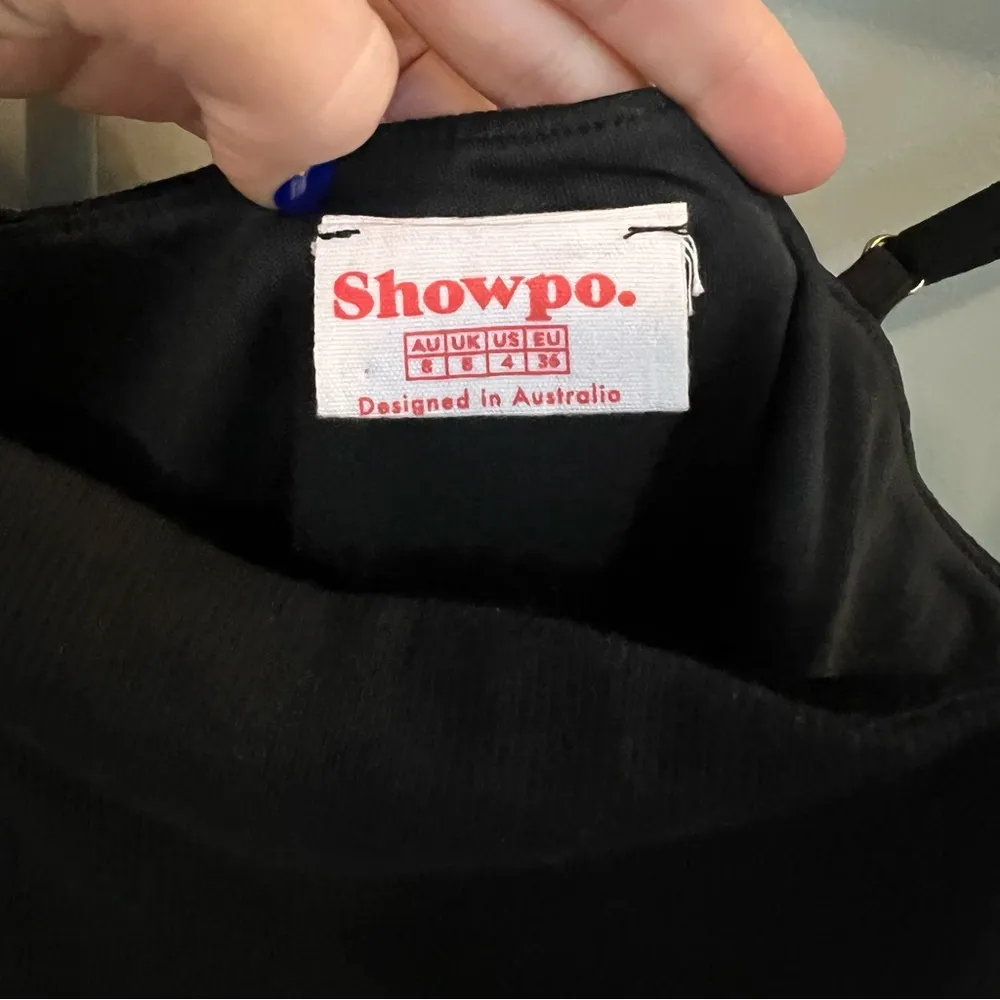 Showpo.
AU UK US EU
8 8 4 36
Designed in Australia